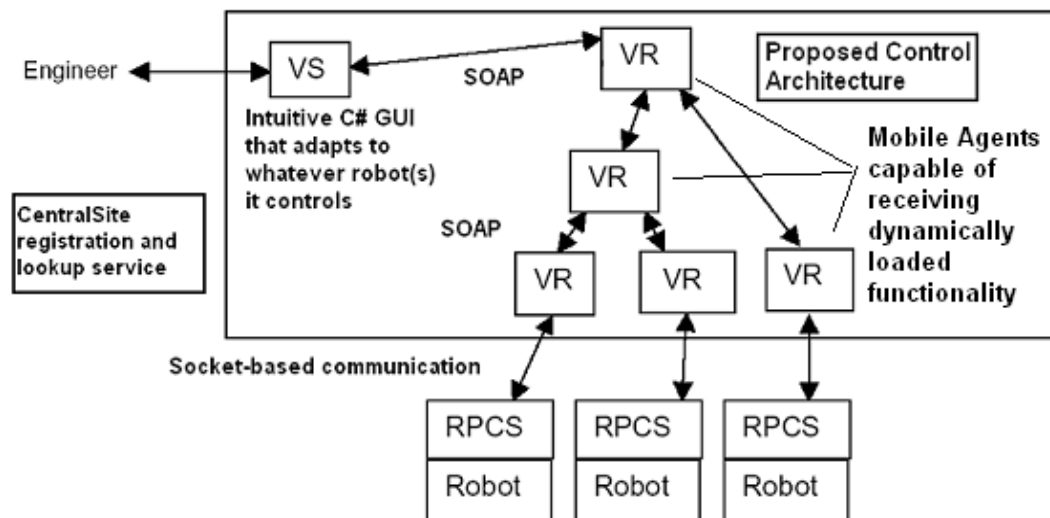 Engineer
VS
SOAP
VR
Proposed Control
Architecture
Intuitive C# GUI
that adapts to
whatever robot(s)
it controls
VR
Mobile Agents
capable of
receiving
dynamically
loaded
functionality
CentralSite
registration and
lookup service
SOAP
VR
VR
VR
Socket-based communication
RPCS
RPCS
RPCS
Robot
Robot
Robot